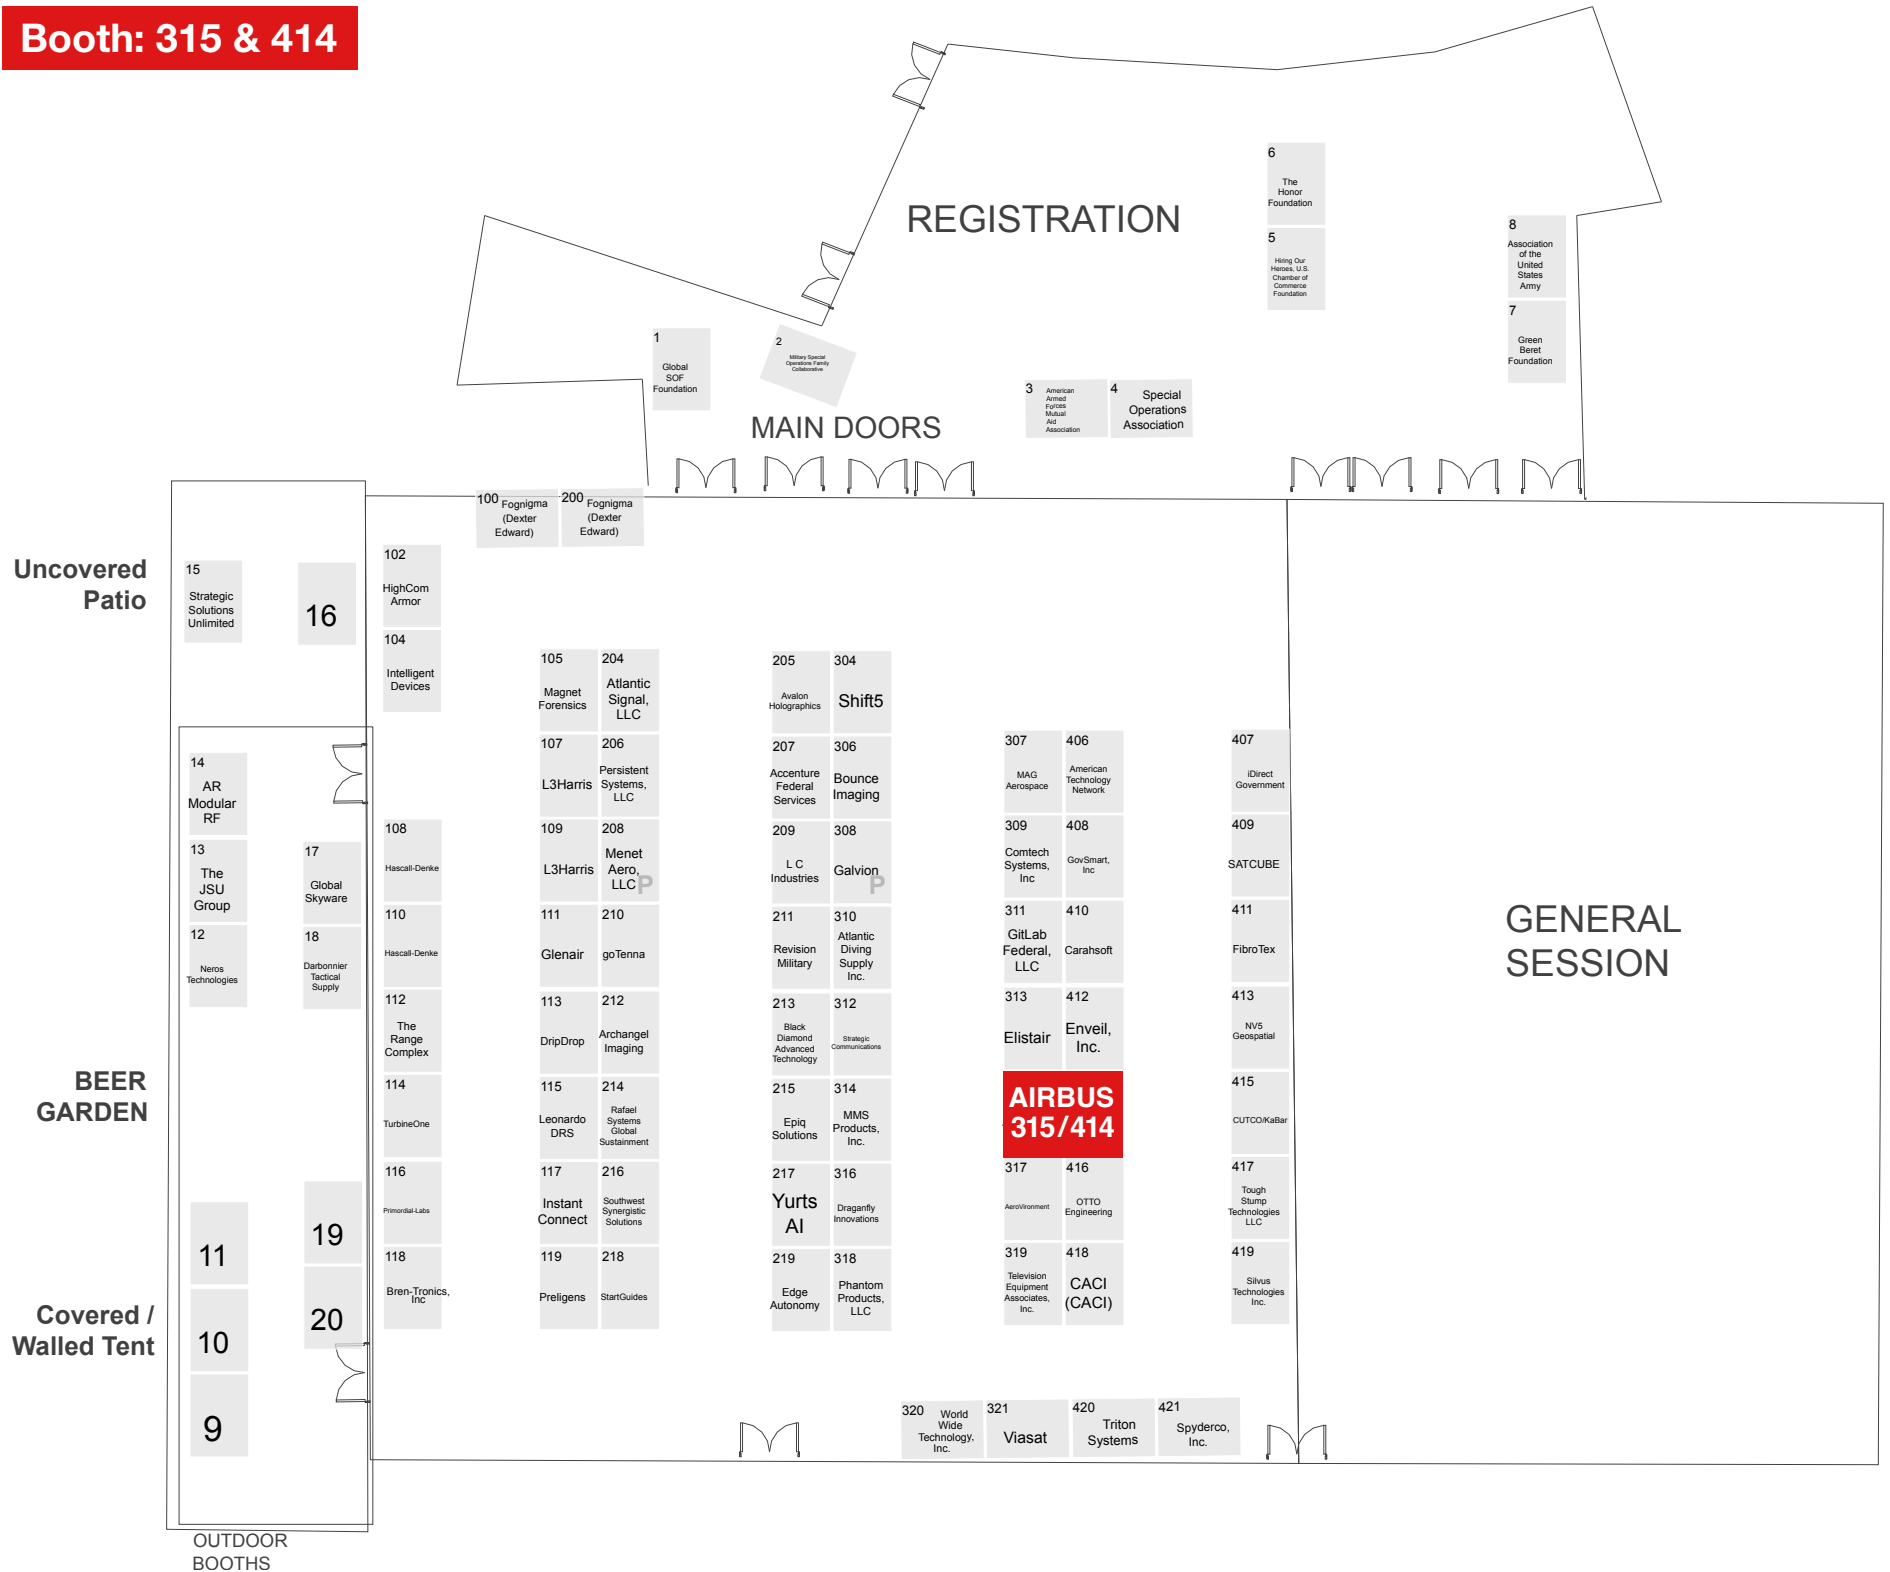 Booth: 315 & 414
REGISTRATION
6
The
Honor
Foundation
5
Hiring Our
Heroes, U.S.
Chamber of
Commerce
Foundation
8
Association
of the
United
States
Army
7
Green
Beret
Foundation
1
Global
SOF
Foundation
2
Military Special
Operations Family
Collaborative
3
American
Armed
Forces
Mutual
Aid
Association
4
Special
Operations
Association
MAIN DOORS
100
Fognigma
(Dexter
Edward)
200
Fognigma
(Dexter
Edward)
Uncovered
Patio
15
Strategic
Solutions
Unlimited
16
102
HighCom
Armor
104
Intelligent
Devices
14
AR
Modular
RF
13
The
JSU
Group
12
Neros
Technologies
17
Global
Skyware
18
Darbonnier
Tactical
Supply
BEER
GARDEN
11
10
9
19
20
Covered /
Walled Tent
OUTDOOR
BOOTHS
108
Hascall-Denke
110
Hascall-Denke
112
The
Range
Complex
114
TurbineOne
116
Primordial-Labs
118
Bren-Tronics,
Inc
105
Magnet
Forensics
204
Atlantic
Signal,
LLC
107
L3Harris
206
Persistent
Systems,
LLC
109
L3Harris
208
Menet
Aero,
LLC
P
111
Glenair
210
goTenna
113
DripDrop
212
Archangel
Imaging
115
Leonardo
DRS
214
Rafael
Systems
Global
Sustainment
117
Instant
Connect
216
Southwest
Synergistic
Solutions
119
Preligens
218
StartGuides
205
Avalon
Holographics
304
Shift5
207
Accenture
Federal
Services
306
Bounce
Imaging
209
L C
Industries
308
Galvion
P
211
Revision
Military
310
Atlantic
Diving
Supply
Inc.
213
Black
Diamond
Advanced
Technology
312
Strategic
Communications
215
Epiq
Solutions
314
MMS
Products,
Inc.
217
Yurts
AI
316
Draganfly
Innovations
219
Edge
Autonomy
318
Phantom
Products,
LLC
307
MAG
Aerospace
406
American
Technology
Network
309
Comtech
Systems,
Inc
408
GovSmart,
Inc
311
GitLab
Federal,
LLC
410
Carahsoft
313
Elistair
412
Enveil,
Inc.
AIRBUS
315/414
317
AeroVironment
416
OTTO
Engineering
319
Television
Equipment
Associates,
Inc.
418
CACI
(CACI)
407
iDirect
Government
409
SATCUBE
411
FibroTex
413
NV5
Geospatial
415
CUTCO/KaBar
417
Tough
Stump
Technologies
LLC
419
Silvus
Technologies
Inc.
320
World
Wide
Technology,
Inc.
321
Viasat
420
Triton
Systems
421
Spyderco,
Inc.
GENERAL
SESSION